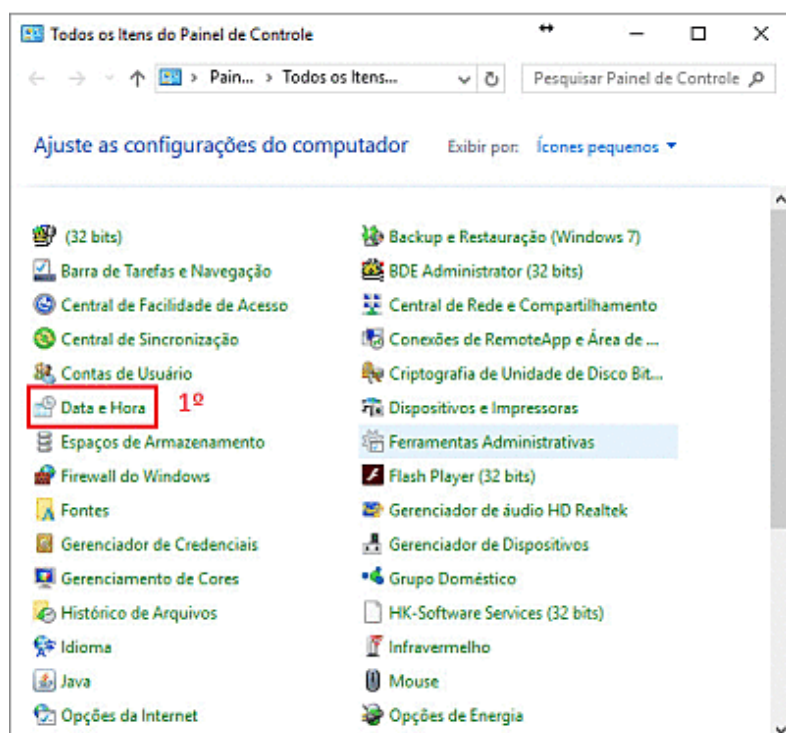 Todos os Itens do Painel de Controle
Pain... > Todos os Itens...
Pesquisar Painel de Controle
Ajuste as configurações do computador
Exibir por: Ícones pequenos
(32 bits)
Backup e Restauração (Windows 7)
Barra de Tarefas e Navegação
BDE Administrator (32 bits)
Central de Facilidade de Acesso
Central de Rede e Compartilhamento
Central de Sincronização
Conexões de RemoteApp e Área de ...
Contas de Usuário
Criptografia de Unidade de Disco Bit...
Data e Hora 1º
Dispositivos e Impressoras
Espaços de Armazenamento
Ferramentas Administrativas
Firewall do Windows
Flash Player (32 bits)
Fontes
Gerenciador de áudio HD Realtek
Gerenciador de Credenciais
Gerenciador de Dispositivos
Gerenciamento de Cores
Grupo Doméstico
Histórico de Arquivos
HK-Software Services (32 bits)
Idioma
Infravermelho
Java
Mouse
Opções da Internet
Opções de Energia